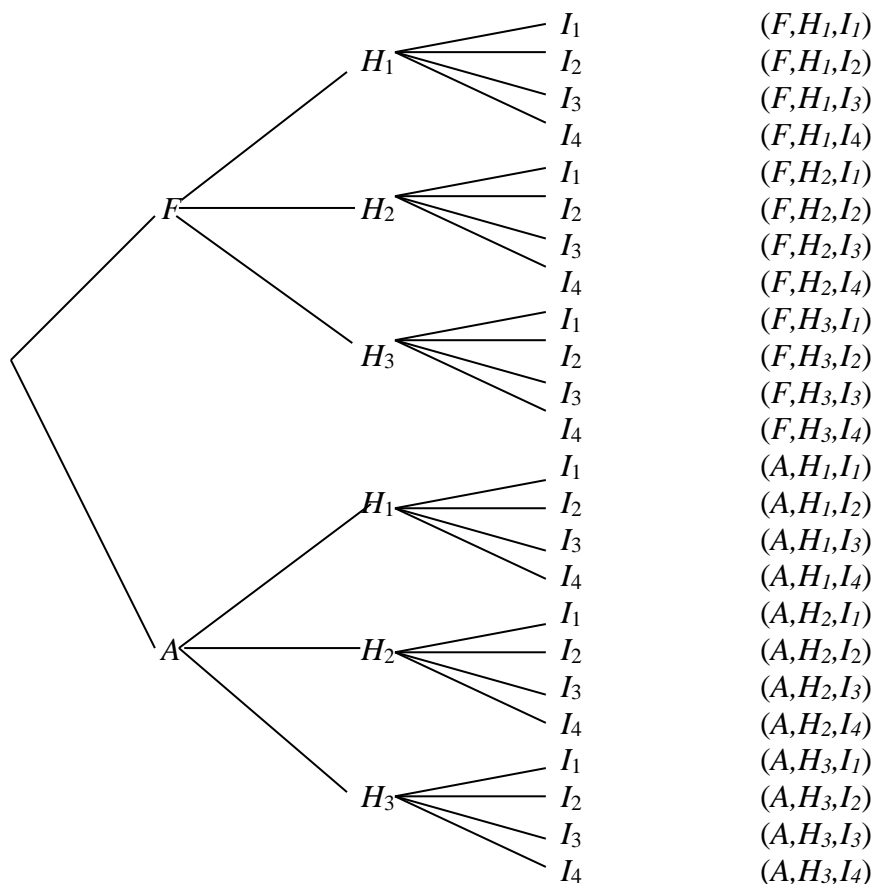 I₁ (F,H₁,I₁)
H₁ I₂ (F,H₁,I₂)
I₃ (F,H₁,I₃)
I₄ (F,H₁,I₄)
I₁ (F,H₂,I₁)
F H₂ I₂ (F,H₂,I₂)
I₃ (F,H₂,I₃)
I₄ (F,H₂,I₄)
I₁ (F,H₃,I₁)
H₃ I₂ (F,H₃,I₂)
I₃ (F,H₃,I₃)
I₄ (F,H₃,I₄)
I₁ (A,H₁,I₁)
H₁ I₂ (A,H₁,I₂)
I₃ (A,H₁,I₃)
I₄ (A,H₁,I₄)
I₁ (A,H₂,I₁)
A H₂ I₂ (A,H₂,I₂)
I₃ (A,H₂,I₃)
I₄ (A,H₂,I₄)
I₁ (A,H₃,I₁)
H₃ I₂ (A,H₃,I₂)
I₃ (A,H₃,I₃)
I₄ (A,H₃,I₄)